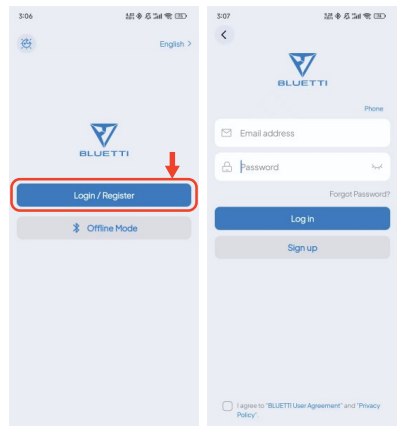 3:06
English >
BLUETTI
Login / Register
Offline Mode
3:07
BLUETTI
Phone
Email address
Password
Forgot Password?
Log in
Sign up
I agree to "BLUETTI User Agreement" and "Privacy
Policy".